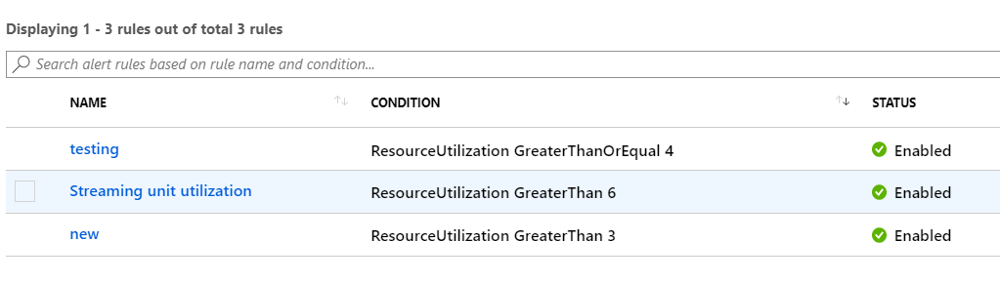 Displaying 1 - 3 rules out of total 3 rules
Search alert rules based on rule name and condition...
NAME CONDITION STATUS
testing ResourceUtilization GreaterThanOrEqual 4 Enabled
Streaming unit utilization ResourceUtilization GreaterThan 6 Enabled
new ResourceUtilization GreaterThan 3 Enabled